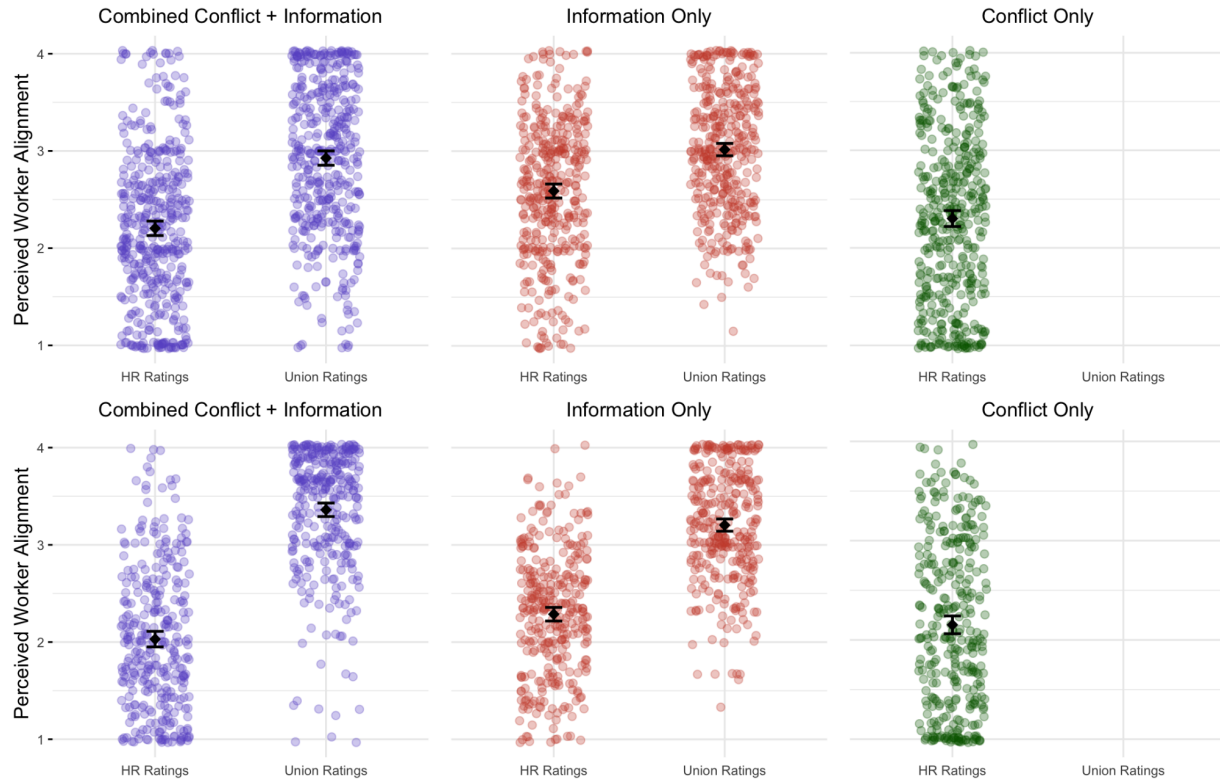 Combined Conflict + Information
Information Only
Conflict Only
Perceived Worker Alignment
4
3
2
1
HR Ratings
Union Ratings
HR Ratings
Union Ratings
HR Ratings
Union Ratings
Combined Conflict + Information
Information Only
Conflict Only
Perceived Worker Alignment
4
3
2
1
HR Ratings
Union Ratings
HR Ratings
Union Ratings
HR Ratings
Union Ratings